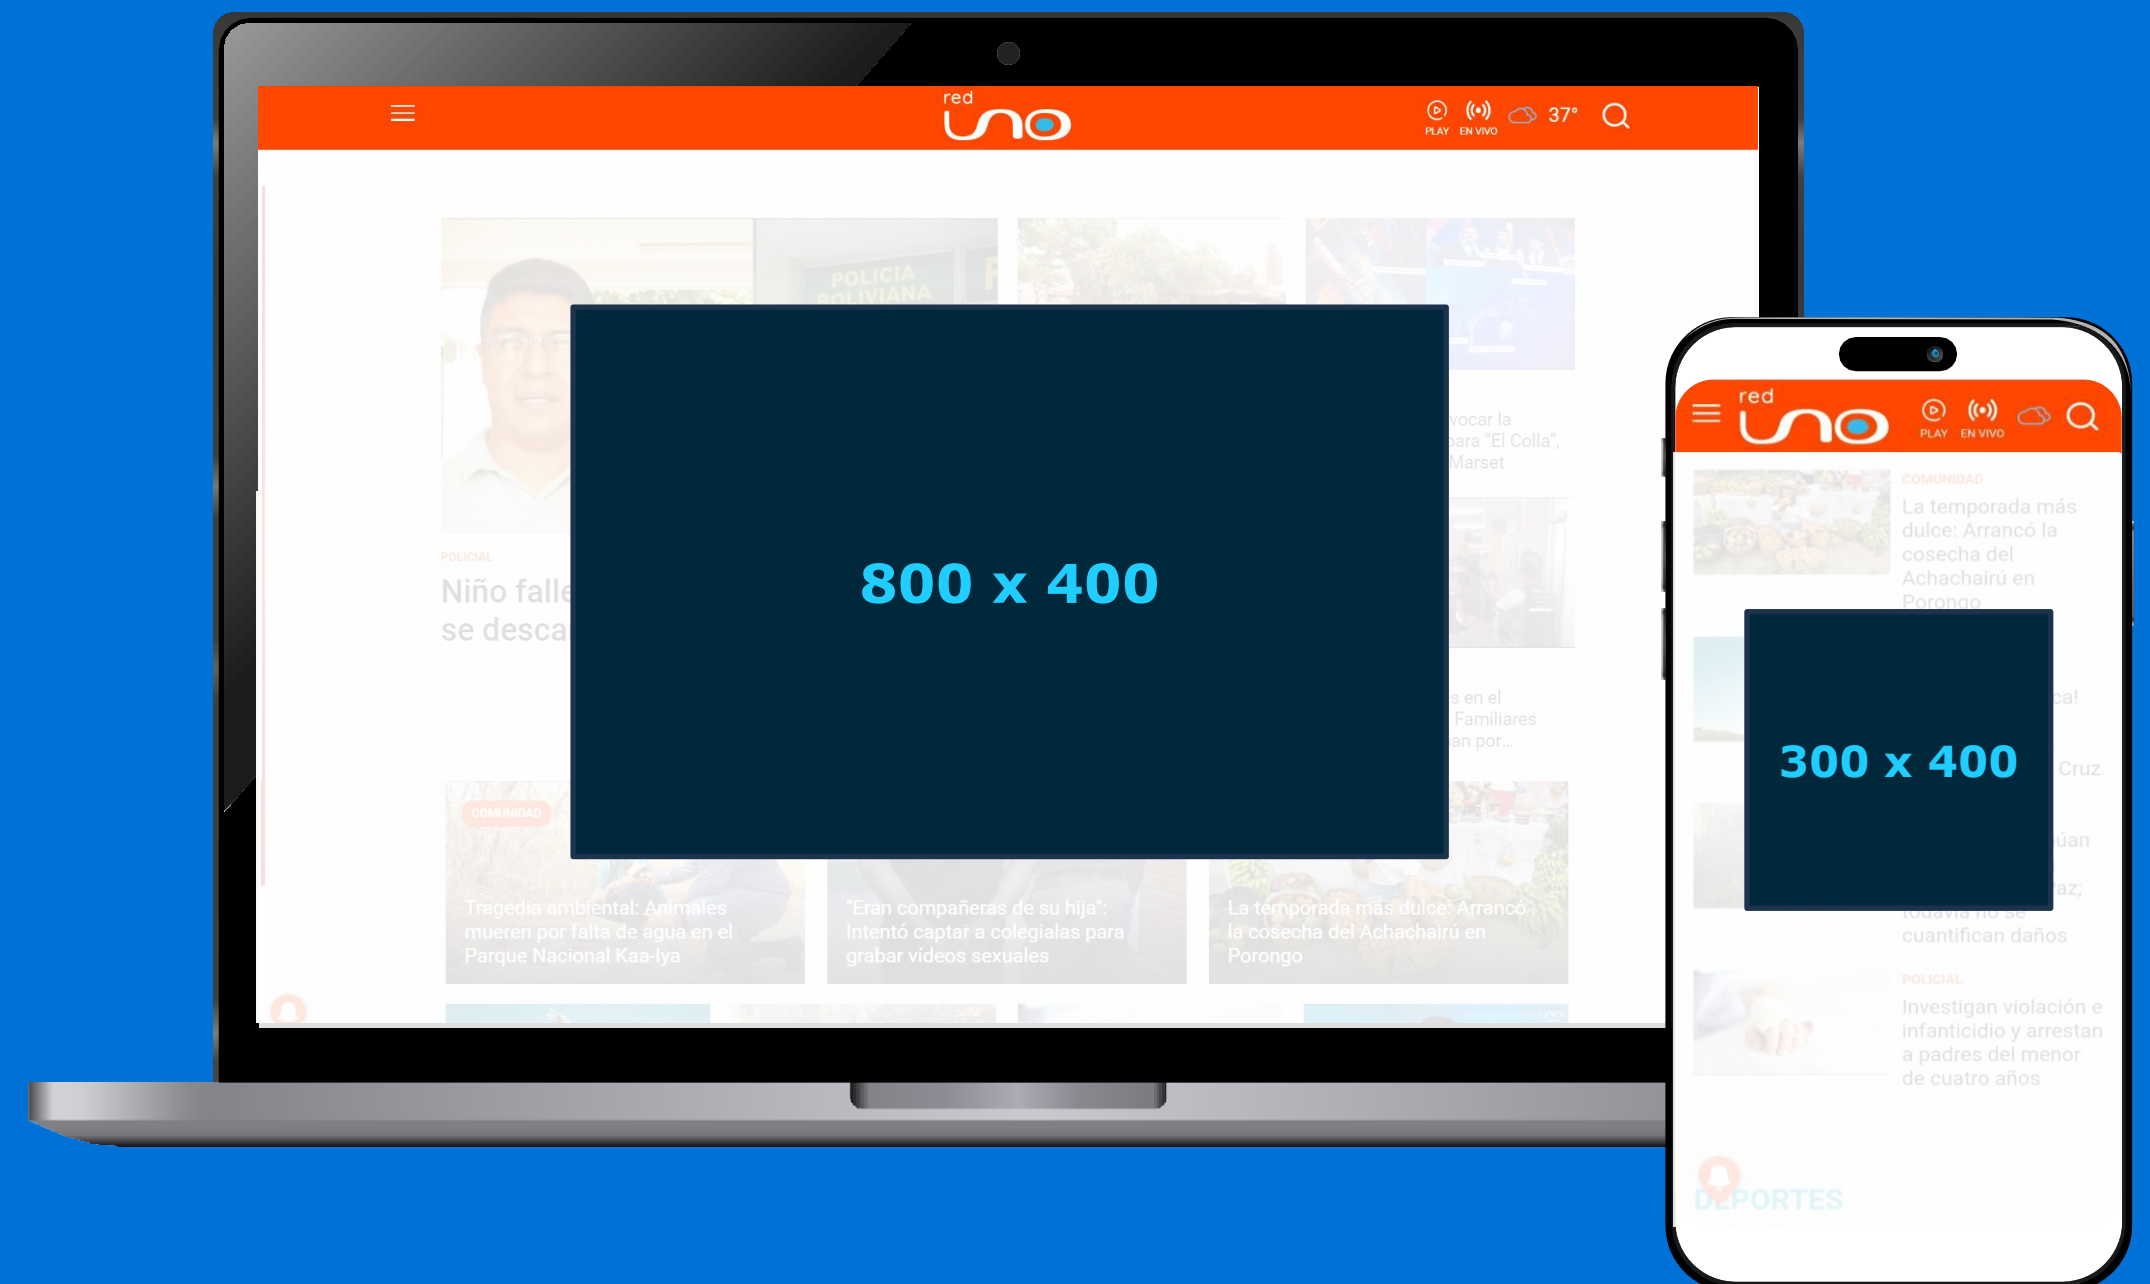 red
uno
PLAY
EN VIVO
37°
POLICIA
BOLIVIANA
vocar la
para “El Colla”,
Marset
POLICIAL
Niño falle
se desca
s en el
Familiares
an por...
800 x 400
COMUNIDAD
Tragedia ambiental: Animales
mueren por falta de agua en el
Parque Nacional Kaa-Iya
"Eran compañeras de su hija":
Intentó captar a colegialas para
grabar vídeos sexuales
La temporada más dulce: Arrancó
la cosecha del Achachairú en
Porongo
red
uno
PLAY
EN VIVO
COMUNIDAD
La temporada más
dulce: Arrancó la
cosecha del
Achachairú en
Porongo
ca!
Cruz
300 x 400
úan
az;
todavía no se
cuantifican daños
POLICIAL
Investigan violación e
infanticidio y arrestan
a padres del menor
de cuatro años
DEPORTES